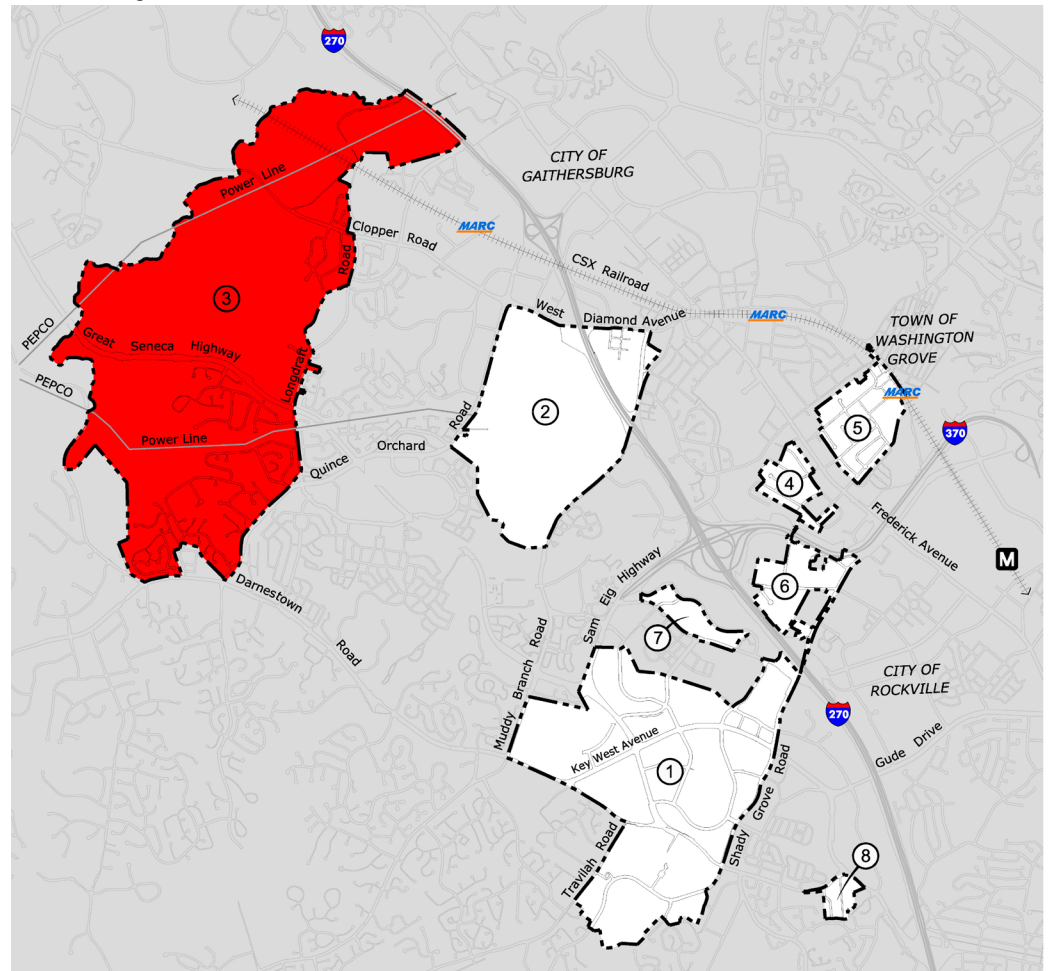 270
CITY OF
GAITHERSBURG
Power Line
Clopper Road
MARC
CSX Railroad
Road
3
West Diamond Avenue
MARC
TOWN OF
WASHINGTON
GROVE
PEPCO
Great Seneca Highway
Longdraft
MARC
PEPCO
2
Road
5
370
Power Line
Orchard
Quince
4
Frederick Avenue
M
Sam Eig Highway
6
Darnestown
Road
7
Muddy Branch Road
CITY OF
ROCKVILLE
270
Key West Avenue
Gude Drive
1
Shady Grove Road
Travilah Road
8